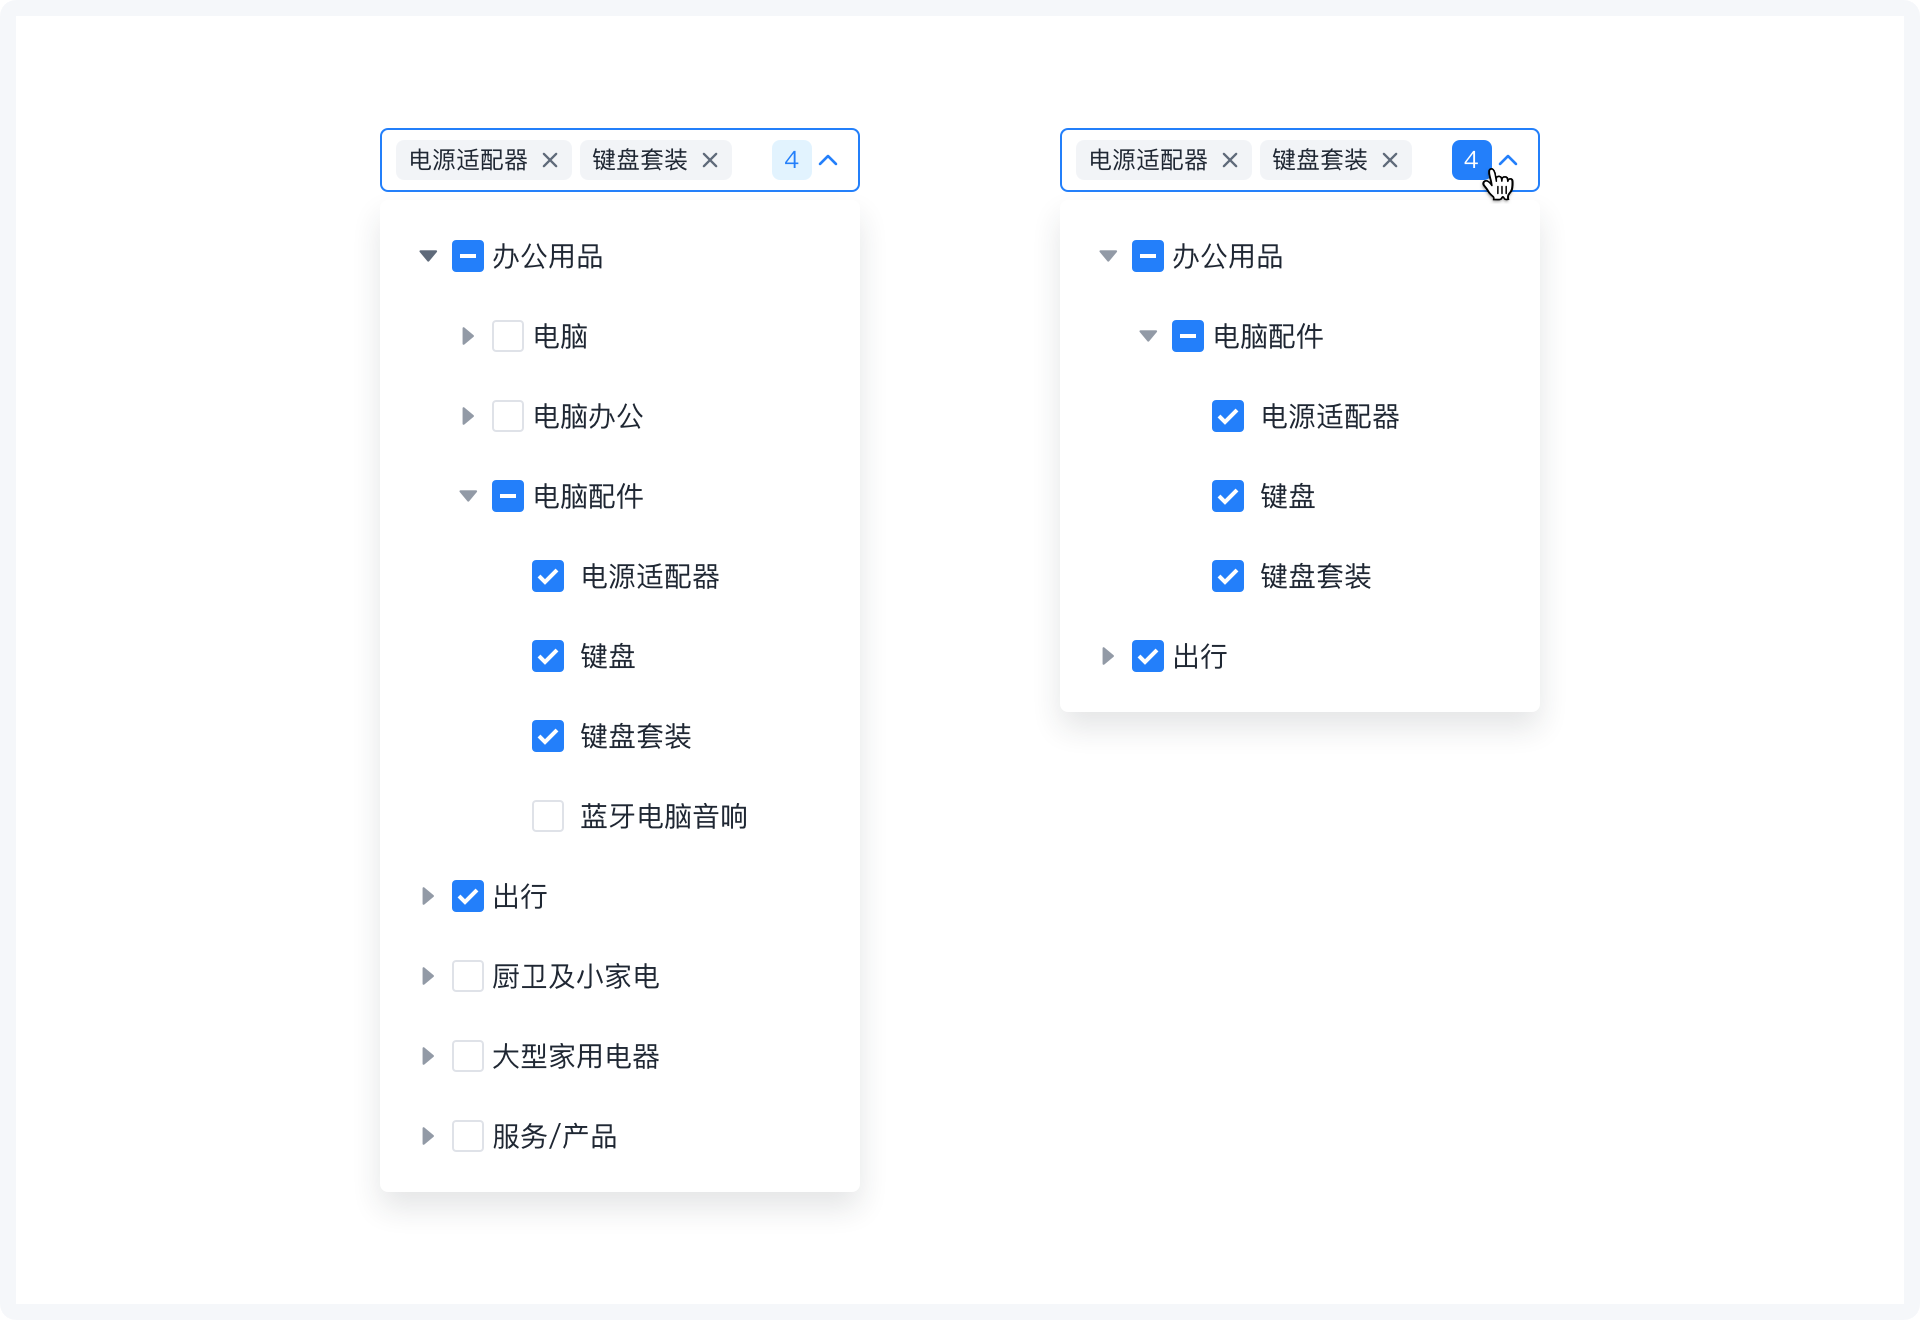 电源适配器 键盘套装 4
办公用品
电脑
电脑办公
电脑配件
电源适配器
键盘
键盘套装
蓝牙电脑音响
出行
厨卫及小家电
大型家用电器
服务/产品
电源适配器 键盘套装 4
办公用品
电脑配件
电源适配器
键盘
键盘套装
出行